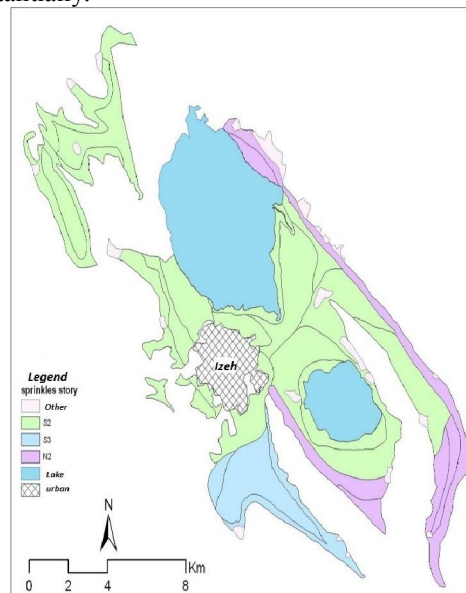 Izeh
Legend
sprinkles story
Other
S2
S3
N2
Lake
urban
N
Km
0 2 4 8